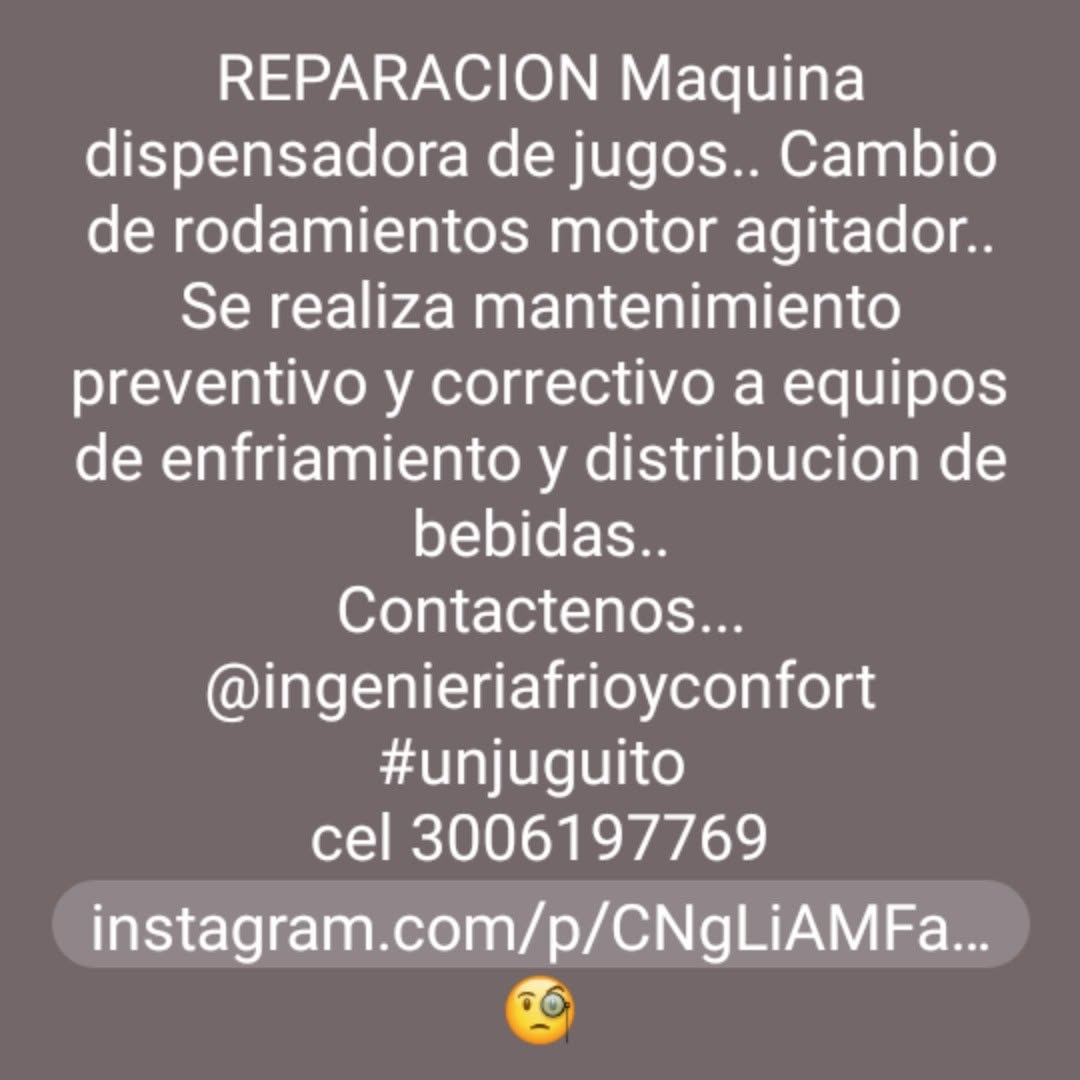 REPARACION Maquina
dispensadora de jugos.. Cambio
de rodamientos motor agitador..
Se realiza mantenimiento
preventivo y correctivo a equipos
de enfriamiento y distribucion de
bebidas..
Contactenos...
@ingenieriafrioyconfort
#unjuguito
cel 3006197769
instagram.com/p/CNgLiAMFa...